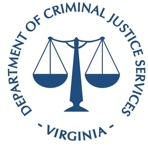 DEPARTMENT OF CRIMINAL JUSTICE SERVICES
- VIRGINIA -